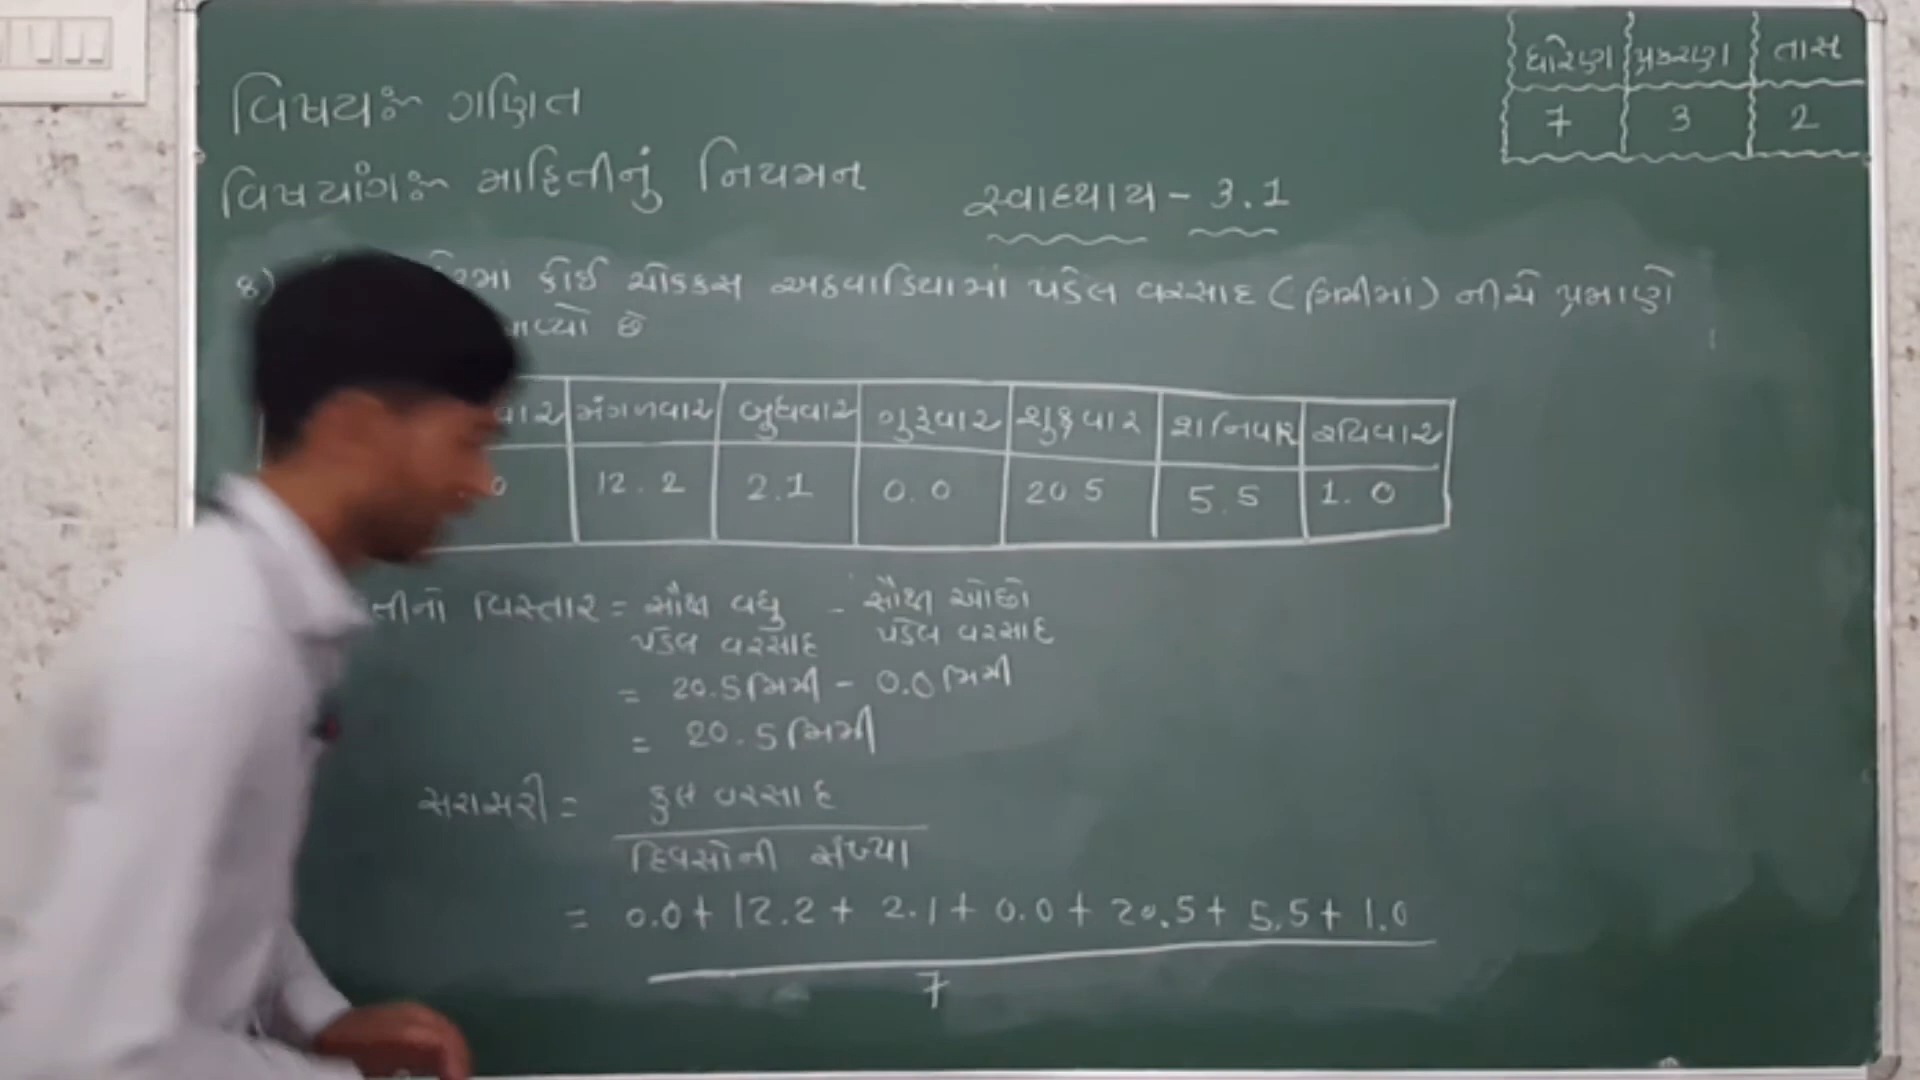 ધોરણ પ્રકરણ તાસ
7 3 2
વિષયઃ ગણિત
વિષયાંગઃ માહિતીનું નિયમન
સ્વાધ્યાય - 3.1
8) કોઈ ચોક્કસ અઠવાડિયામાં પડેલ વરસાદ (મિમીમાં) નીચે પ્રમાણે
છે
વાર મંગળવાર બુધવાર ગુરૂવાર શુક્રવાર શનિવાર રવિવાર
0 12.2 2.1 0.0 20 5 5.5 1.0
તીનો વિસ્તાર = સૌથી વધુ - સૌથી ઓછો
પડેલ વરસાદ પડેલ વરસાદ
= 20.5 મિમી - 0.0 મિમી
= 20.5 મિમી
સરાસરી = કુલ વરસાદ
દિવસોની સંખ્યા
= 0.0 + 12.2 + 2.1 + 0.0 + 20.5 + 5.5 + 1.0
7